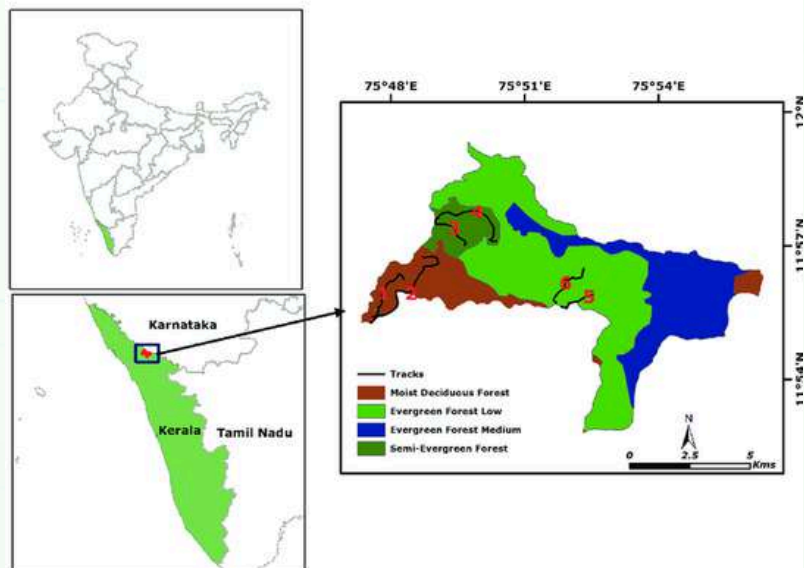 75°48'E 75°51'E 75°54'E
12°N
11°57'N
11°54'N
4
3
1 2
6
5
Tracks
Moist Deciduous Forest
Evergreen Forest Low
Evergreen Forest Medium
Semi-Evergreen Forest
N
0 2.5 5
Kms
Karnataka
Kerala
Tamil Nadu